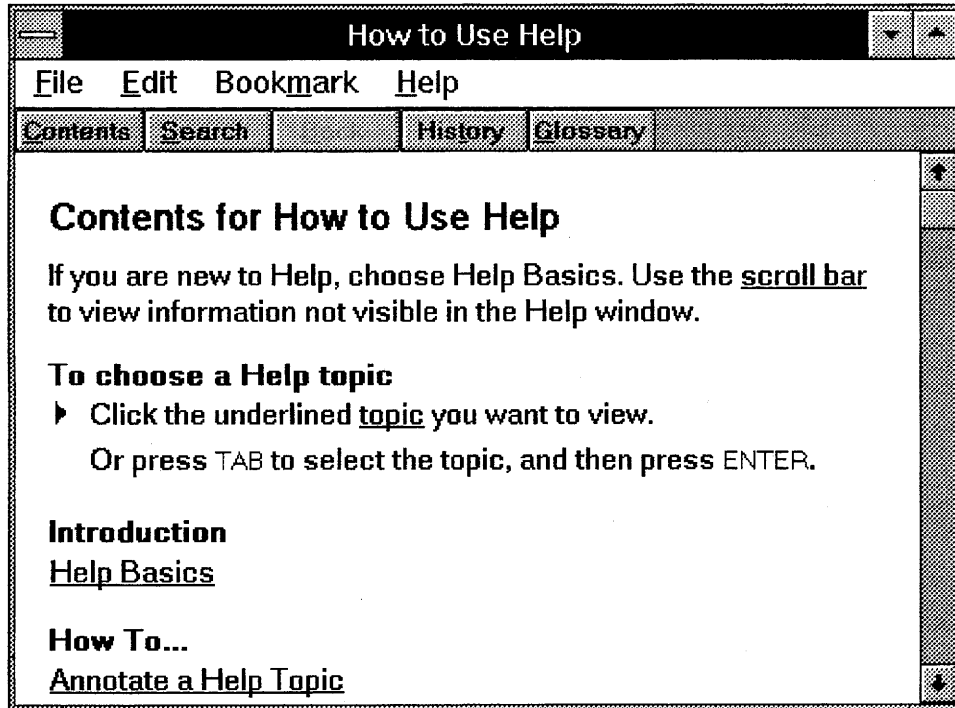 How to Use Help
File Edit Bookmark Help
Contents Search History Glossary
Contents for How to Use Help
If you are new to Help, choose Help Basics. Use the scroll bar
to view information not visible in the Help window.
To choose a Help topic
Click the underlined topic you want to view.
Or press TAB to select the topic, and then press ENTER.
Introduction
Help Basics
How To...
Annotate a Help Topic